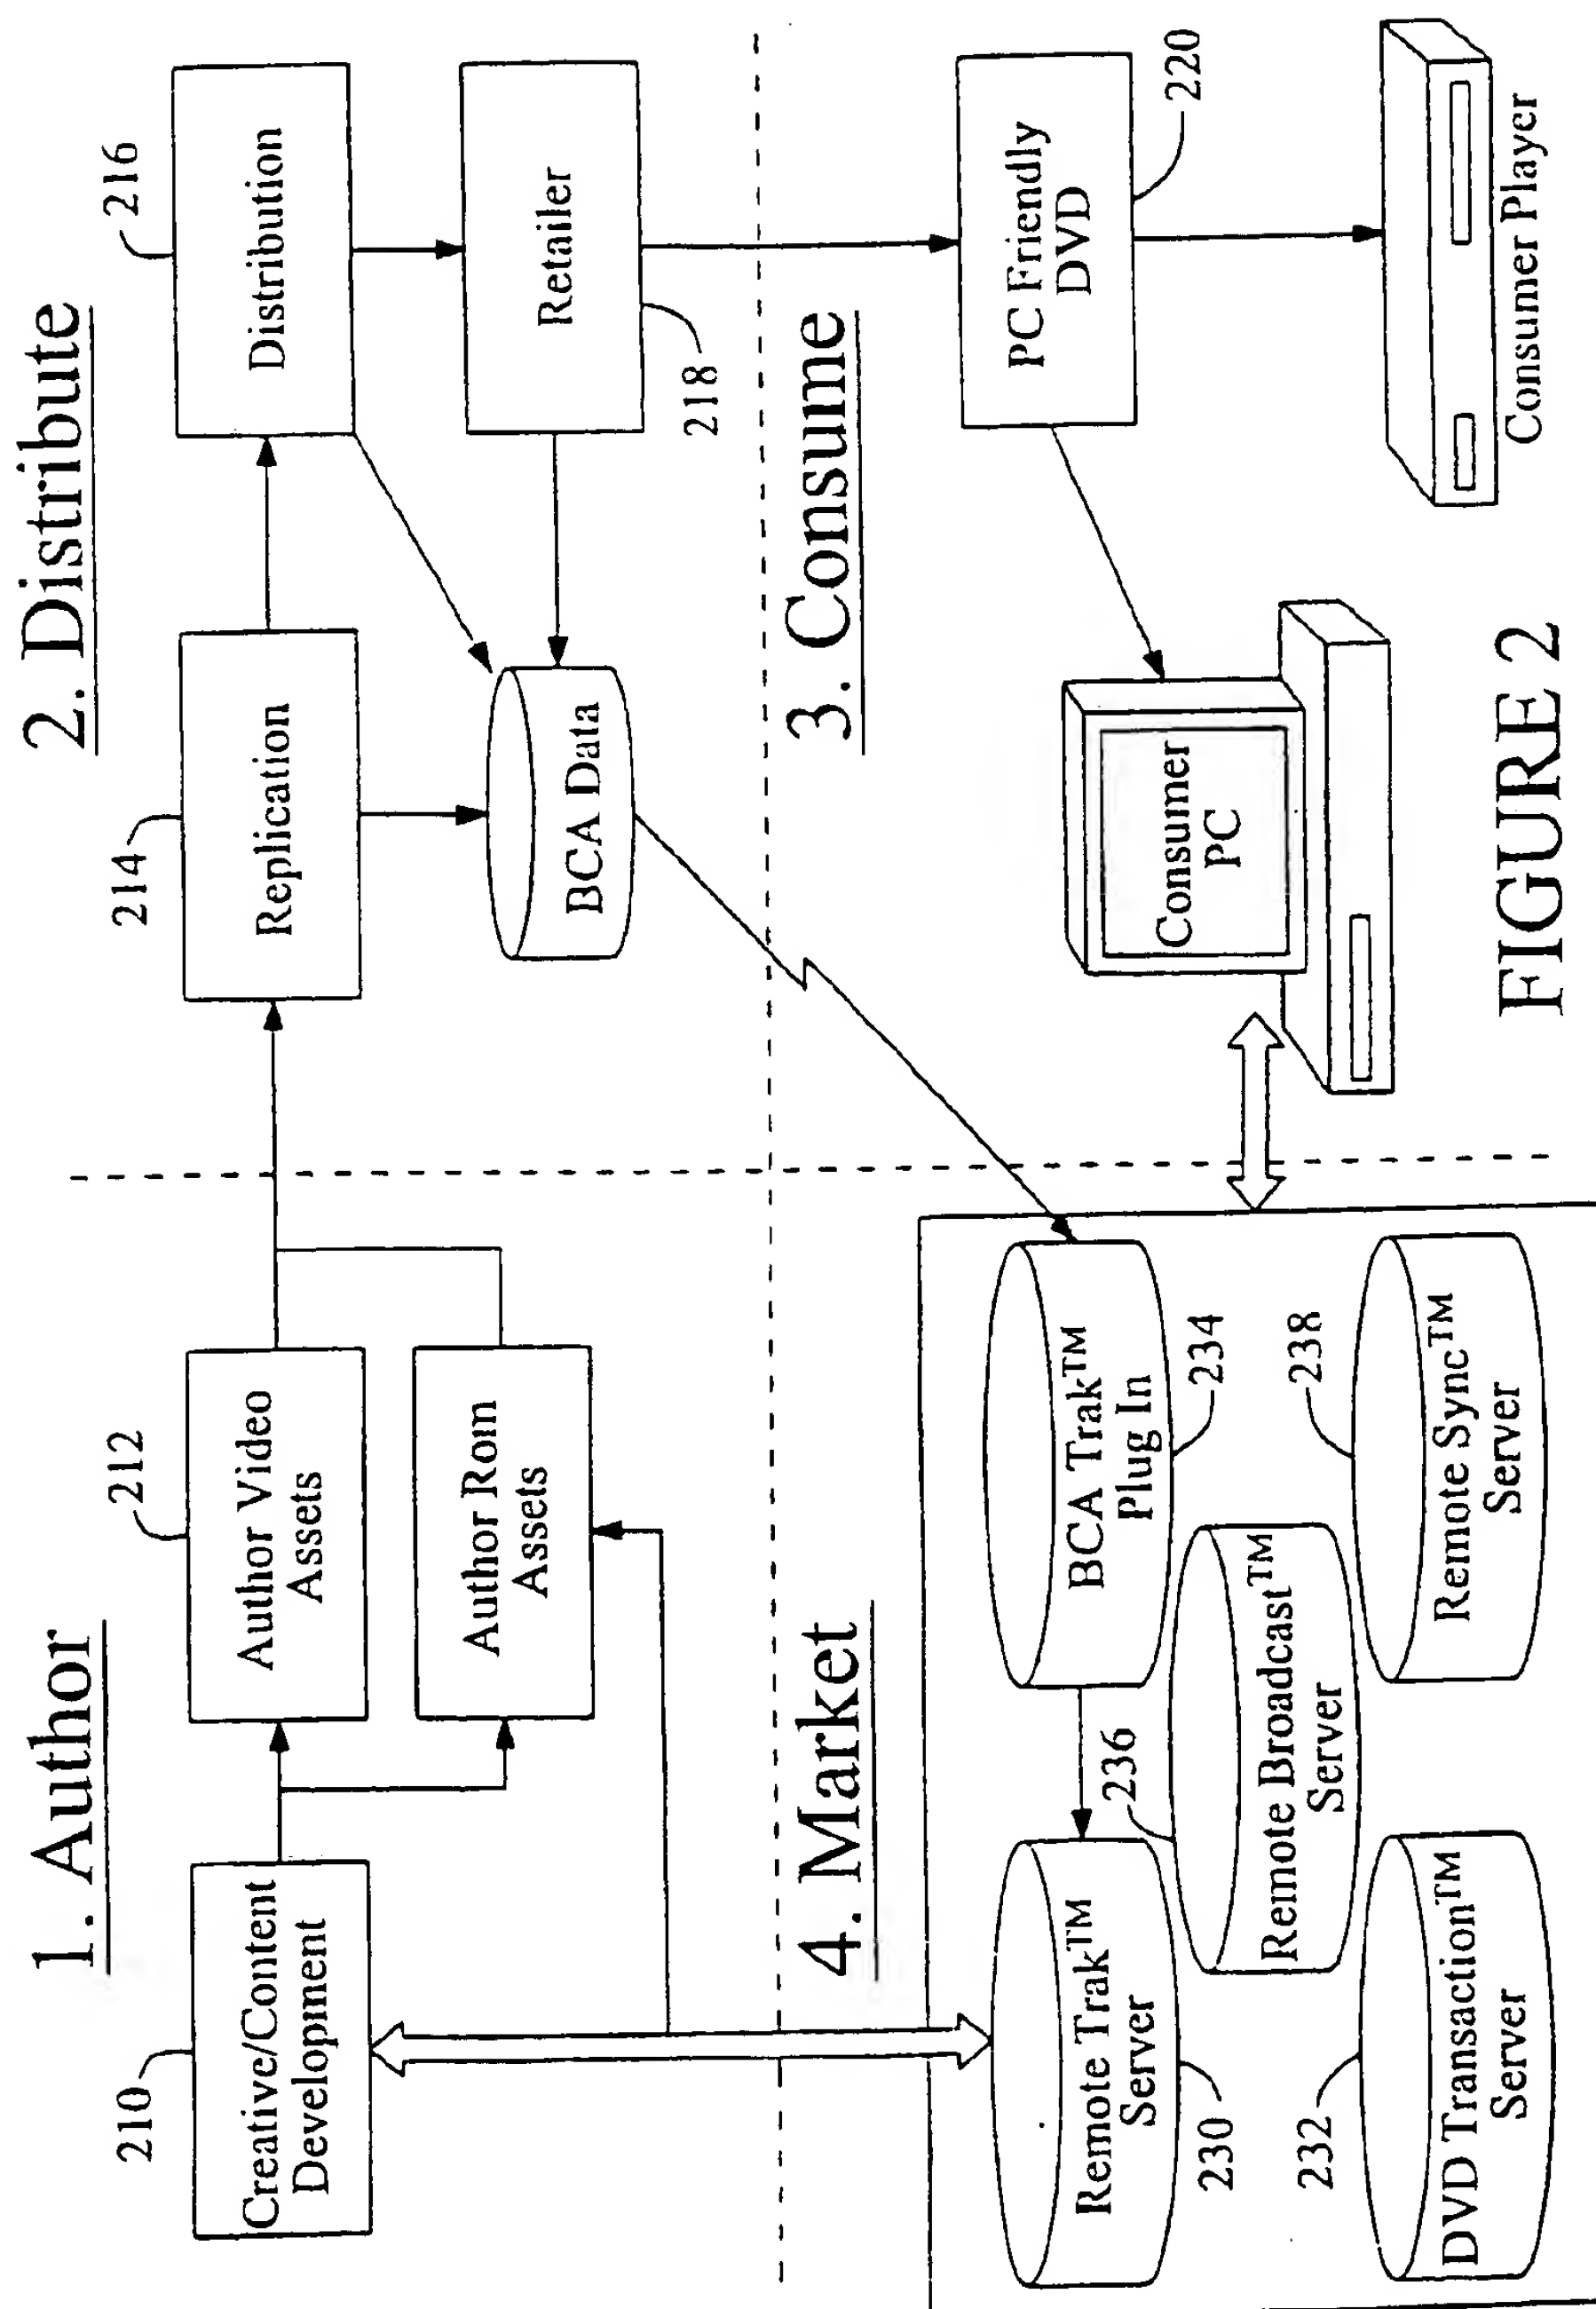 1. Author
210
Creative/Content
Development
212
Author Video
Assets
Author Rom
Assets
2. Distribute
214
Replication
216
Distribution
BCA Data
Retailer
218
4. Market
Remote Trak™
Server
230
BCA Trak™
Plug In
234
236
Remote Broadcast™
Server
232
DVD Transaction™
Server
238
Remote Sync™
Server
3. Consume
PC Friendly
DVD
220
Consumer
PC
Consumer Player
FIGURE 2